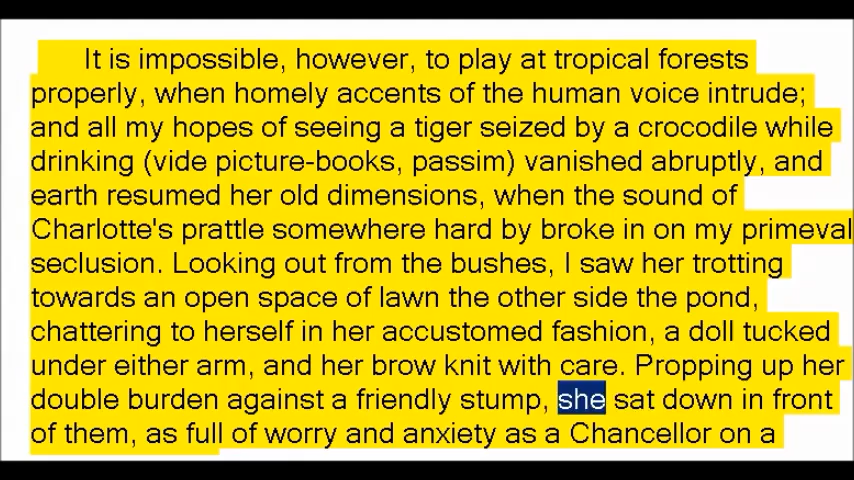 It is impossible, however, to play at tropical forests
properly, when homely accents of the human voice intrude;
and all my hopes of seeing a tiger seized by a crocodile while
drinking (vide picture-books, passim) vanished abruptly, and
earth resumed her old dimensions, when the sound of
Charlotte's prattle somewhere hard by broke in on my primeval
seclusion. Looking out from the bushes, I saw her trotting
towards an open space of lawn the other side the pond,
chattering to herself in her accustomed fashion, a doll tucked
under either arm, and her brow knit with care. Propping up her
double burden against a friendly stump, she sat down in front
of them, as full of worry and anxiety as a Chancellor on a